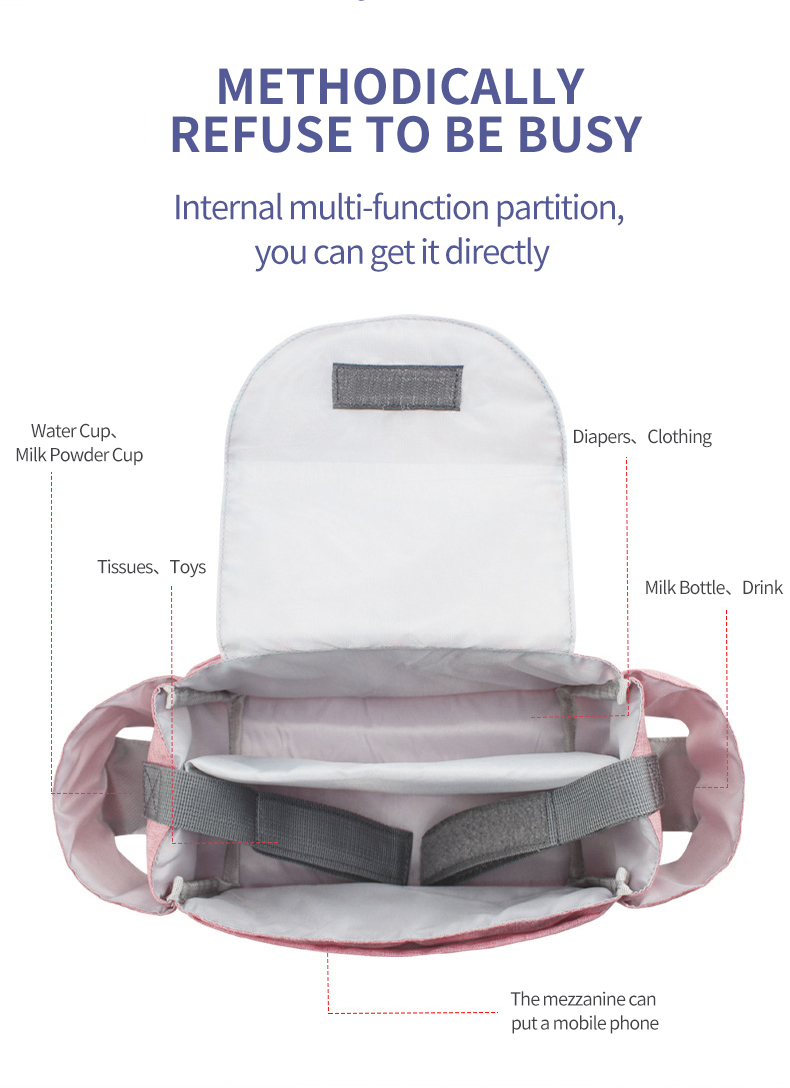 METHODICALLY
REFUSE TO BE BUSY
Internal multi-function partition,
you can get it directly
Water Cup、
Milk Powder Cup
Diapers、Clothing
Tissues、Toys
Milk Bottle、Drink
The mezzanine can
put a mobile phone